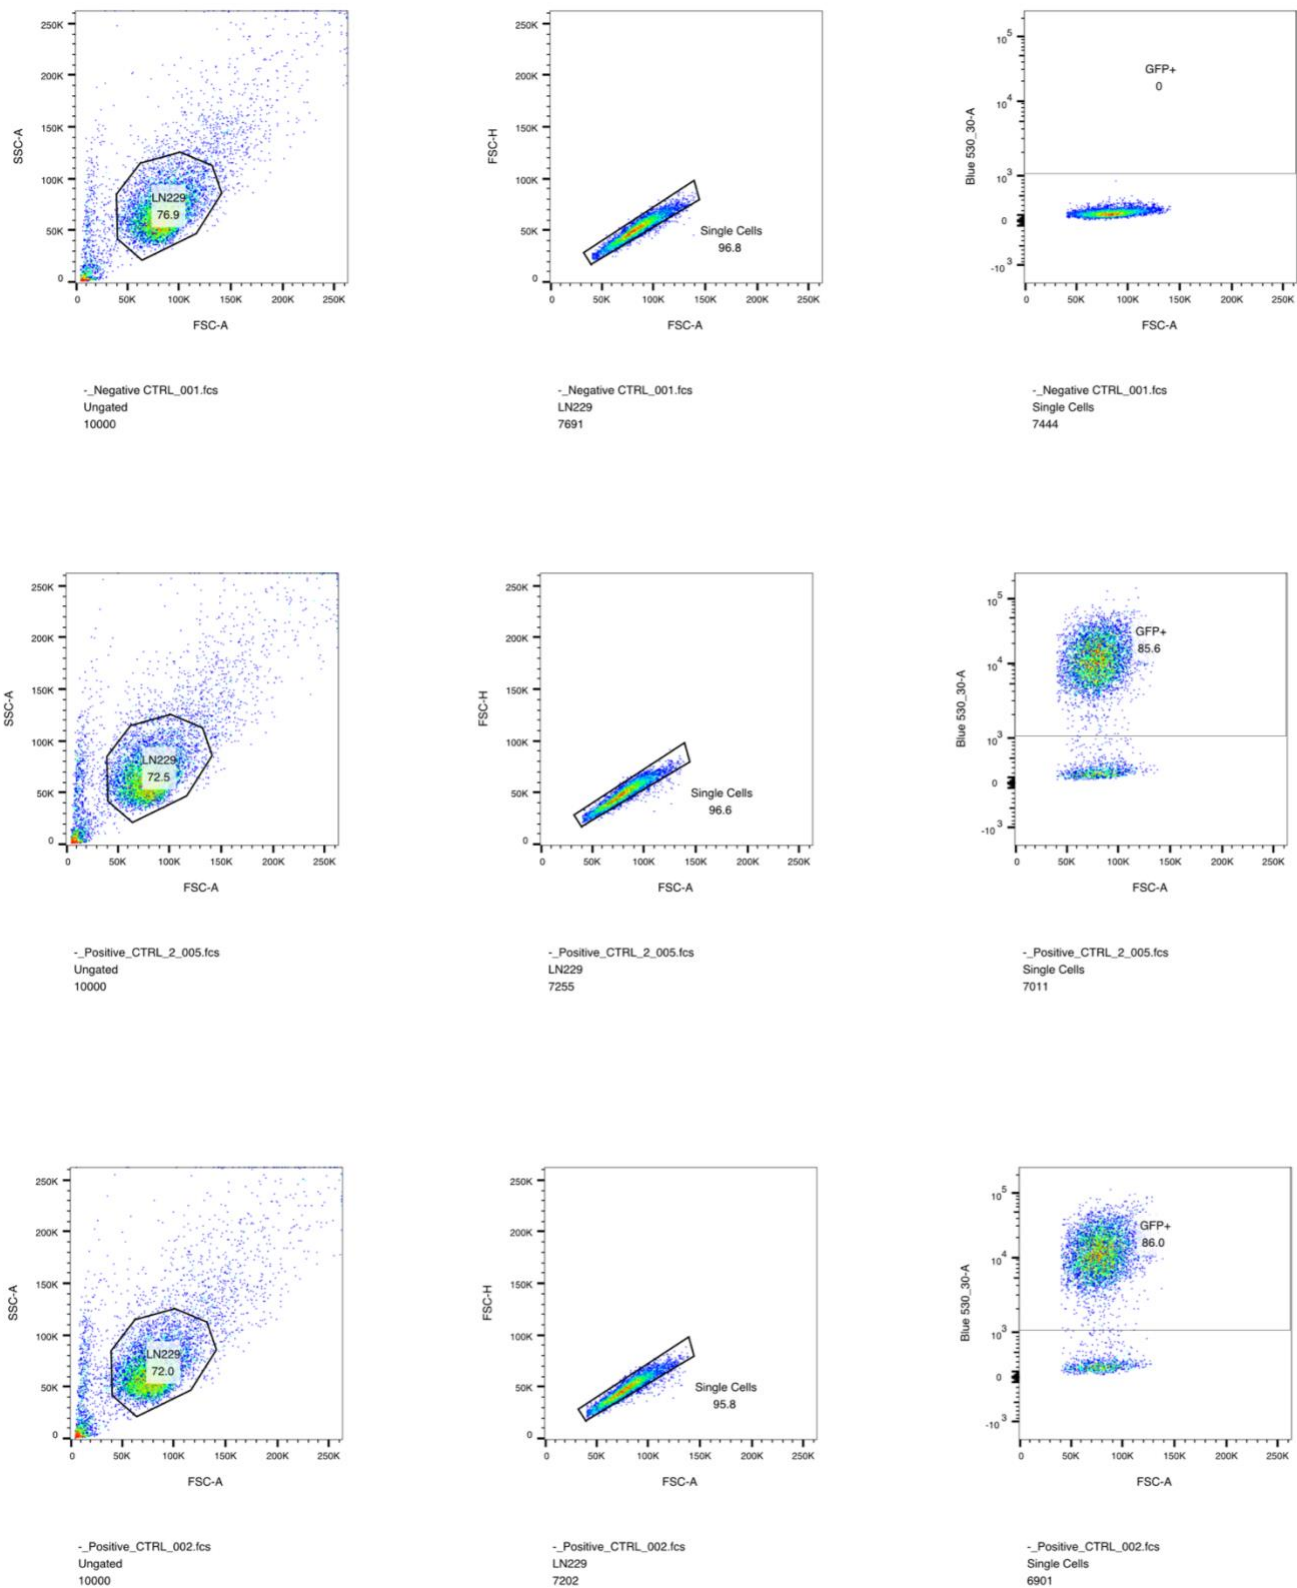 250K
200K
150K
100K
50K
0
SSC-A
LN229
76.9
0 50K 100K 150K 200K 250K
FSC-A
250K
200K
150K
100K
50K
0
FSC-H
Single Cells
96.8
0 50K 100K 150K 200K 250K
FSC-A
10 5
10 4
10 3
0
-10 3
Blue 530_30-A
GFP+
0
0 50K 100K 150K 200K 250K
FSC-A
-_Negative CTRL_001.fcs
Ungated
10000
-_Negative CTRL_001.fcs
LN229
7691
-_Negative CTRL_001.fcs
Single Cells
7444
250K
200K
150K
100K
50K
0
SSC-A
LN229
72.5
0 50K 100K 150K 200K 250K
FSC-A
250K
200K
150K
100K
50K
0
FSC-H
Single Cells
96.6
0 50K 100K 150K 200K 250K
FSC-A
10 5
10 4
10 3
0
-10 3
Blue 530_30-A
GFP+
85.6
0 50K 100K 150K 200K 250K
FSC-A
-_Positive_CTRL_2_005.fcs
Ungated
10000
-_Positive_CTRL_2_005.fcs
LN229
7255
-_Positive_CTRL_2_005.fcs
Single Cells
7011
250K
200K
150K
100K
50K
0
SSC-A
LN229
72.0
0 50K 100K 150K 200K 250K
FSC-A
250K
200K
150K
100K
50K
0
FSC-H
Single Cells
95.8
0 50K 100K 150K 200K 250K
FSC-A
10 5
10 4
10 3
0
-10 3
Blue 530_30-A
GFP+
86.0
0 50K 100K 150K 200K 250K
FSC-A
-_Positive_CTRL_002.fcs
Ungated
10000
-_Positive_CTRL_002.fcs
LN229
7202
-_Positive_CTRL_002.fcs
Single Cells
6901